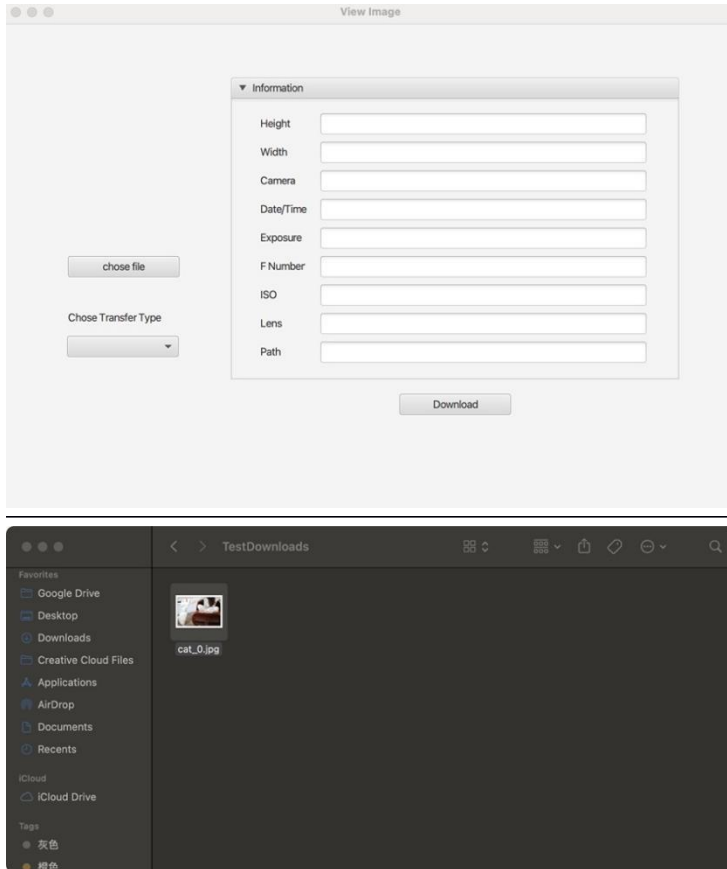 View Image
Information
Height
Width
Camera
Date/Time
Exposure
chose file
F Number
ISO
Chose Transfer Type
Lens
Path
Download
TestDownloads
Favorites
Google Drive
Desktop
Downloads
cat_0.jpg
Creative Cloud Files
Applications
AirDrop
Documents
Recents
iCloud
iCloud Drive
Tags
灰色
橙色